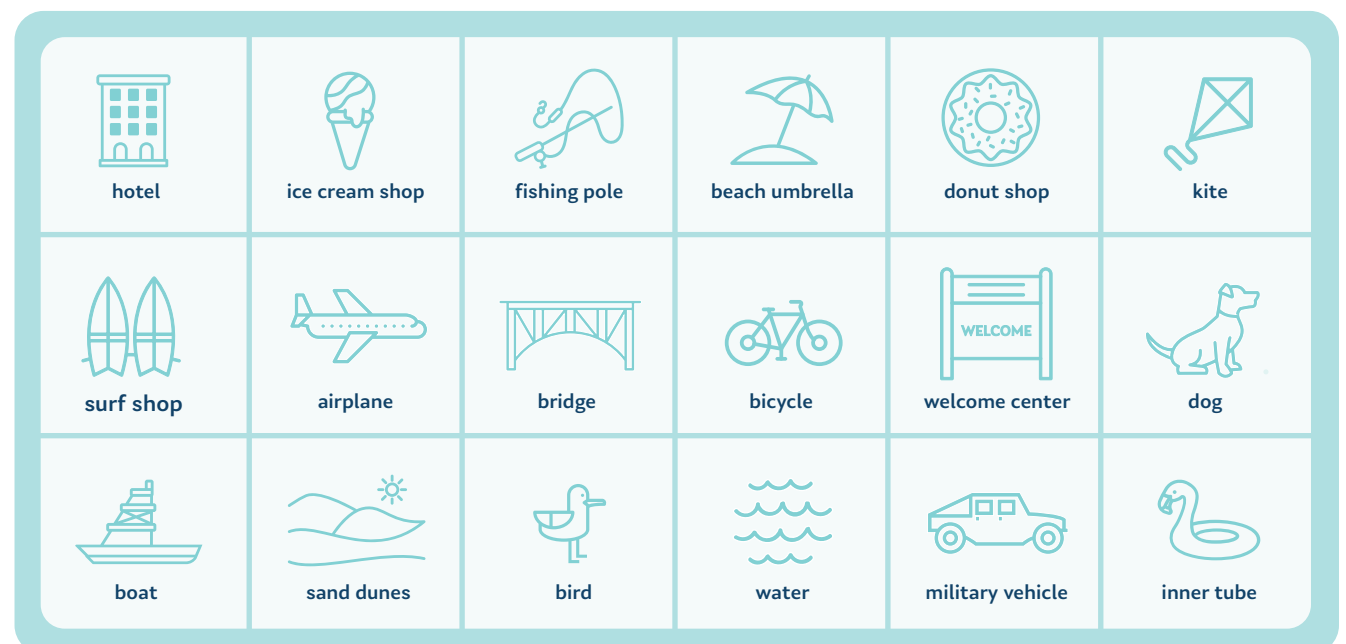 hotel
ice cream shop
fishing pole
beach umbrella
donut shop
kite
surf shop
airplane
bridge
bicycle
WELCOME
welcome center
dog
boat
sand dunes
bird
water
military vehicle
inner tube